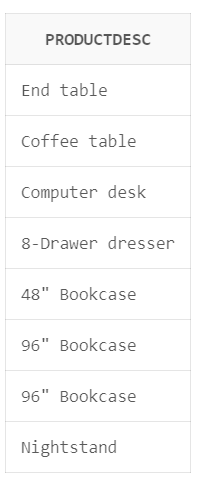 PRODUCTDESC
End table
Coffee table
Computer desk
8-Drawer dresser
48" Bookcase
96" Bookcase
96" Bookcase
Nightstand